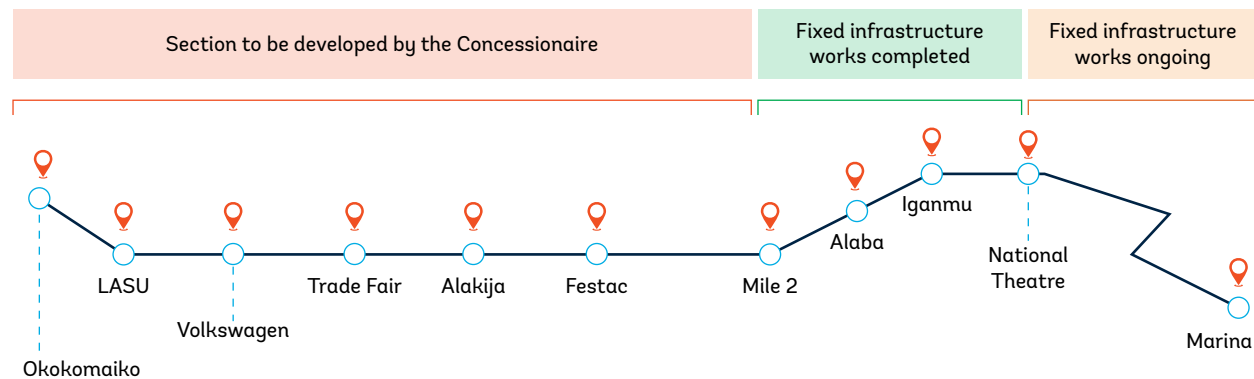 Section to be developed by the Concessionaire
Fixed infrastructure
works completed
Fixed infrastructure
works ongoing
Okokomaiko
LASU
Volkswagen
Trade Fair
Alakija
Festac
Mile 2
Alaba
Iganmu
National
Theatre
Marina